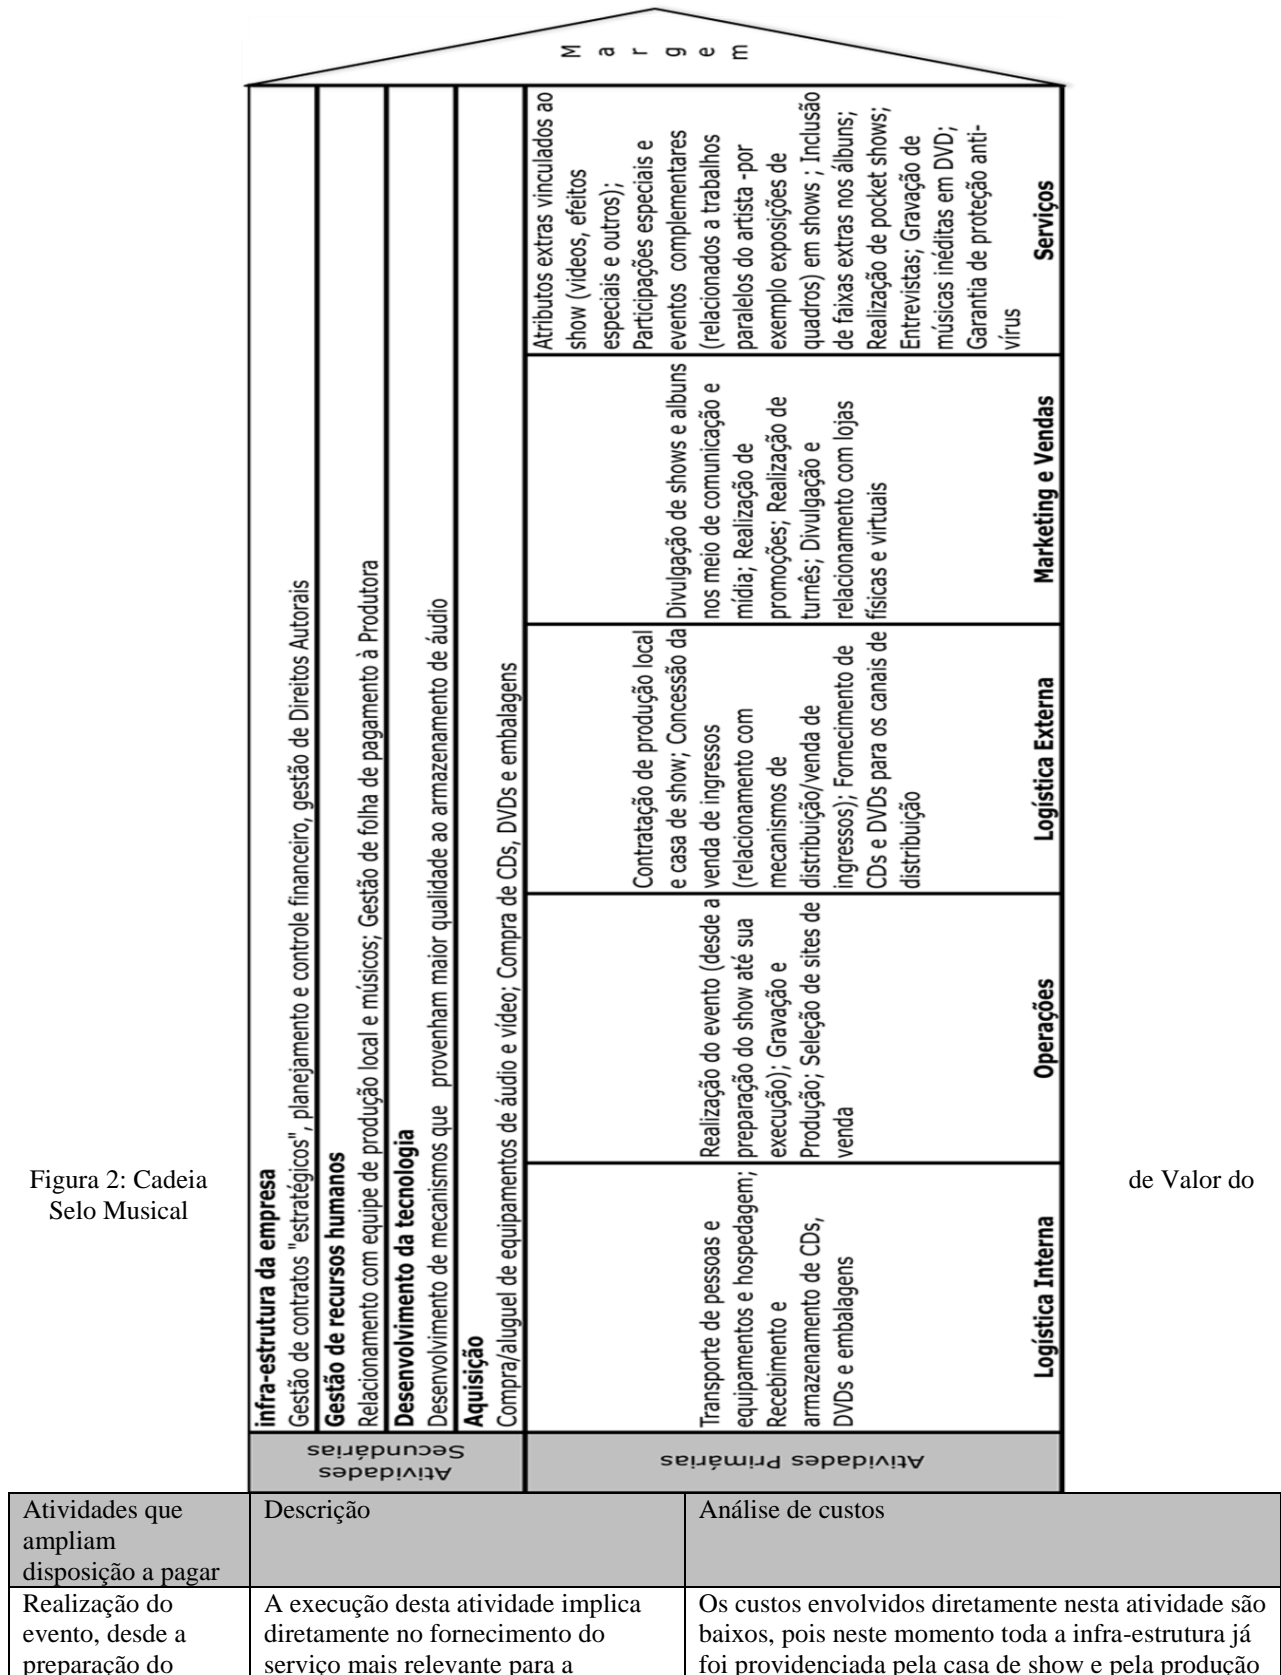 Margem
infra-estrutura da empresa
Gestão de contratos "estratégicos", planejamento e controle financeiro, gestão de Direitos Autorais
Gestão de recursos humanos
Relacionamento com equipe de produção local e músicos; Gestão de folha de pagamento à Produtora
Desenvolvimento da tecnologia
Desenvolvimento de mecanismos que provenham maior qualidade ao armazenamento de áudio
Aquisição
Compra/aluguel de equipamentos de áudio e vídeo; Compra de CDs, DVDs e embalagens
Atividades
Secundárias
Atividades Primárias
Transporte de pessoas e
equipamentos e hospedagem;
Recebimento e
armazenamento de CDs,
DVDs e embalagens
Logística Interna
Realização do evento (desde a
preparação do show até sua
execução); Gravação e
Produção; Seleção de sites de
venda
Operações
Contratação de produção local
e casa de show; Concessão da
venda de ingressos
(relacionamento com
mecanismos de
distribuição/venda de
ingressos); Fornecimento de
CDs e DVDs para os canais de
distribuição
Logística Externa
Divulgação de shows e albuns
nos meio de comunicação e
mídia; Realização de
promoções; Realização de
turnês; Divulgação e
relacionamento com lojas
físicas e virtuais
Marketing e Vendas
Atributos extras vinculados ao
show (videos, efeitos
especiais e outros);
Participações especiais e
eventos complementares
(relacionados a trabalhos
paralelos do artista -por
exemplo exposições de
quadros) em shows ; Inclusão
de faixas extras nos álbuns;
Realização de pocket shows;
Entrevistas; Gravação de
músicas inéditas em DVD;
Garantia de proteção anti-
vírus
Serviços
Figura 2: Cadeia de Valor do
Selo Musical
Atividades que
ampliam
disposição a pagar
Descrição
Análise de custos
Realização do
evento, desde a
preparação do
A execução desta atividade implica
diretamente no fornecimento do
serviço mais relevante para a
Os custos envolvidos diretamente nesta atividade são
baixos, pois neste momento toda a infra-estrutura já
foi providenciada pela casa de show e pela produção